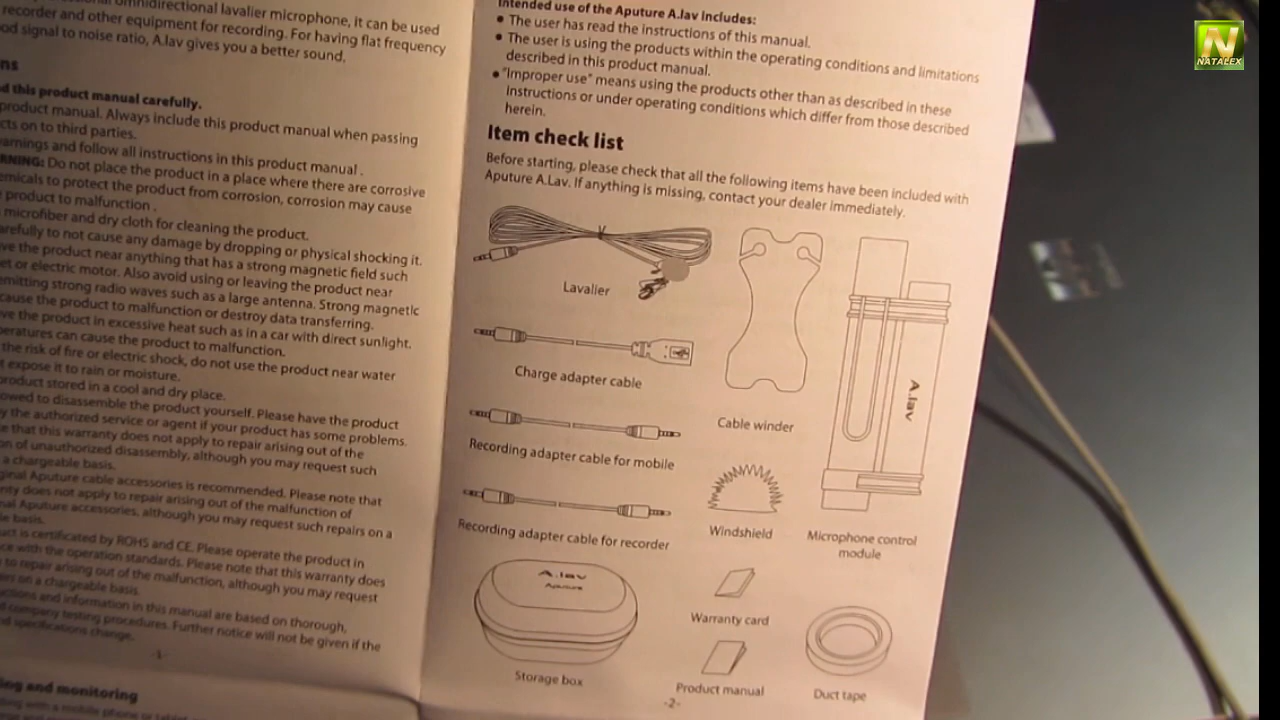 omnidirectional lavalier microphone, it can be used
recorder and other equipment for recording. For having flat frequency
signal to noise ratio, A.lav gives you a better sound.
this product manual carefully.
product manual. Always include this product manual when passing
on to third parties.
and follow all instructions in this product manual .
Do not place the product in a place where there are corrosive
to protect the product from corrosion, corrosion may cause
product to malfunction .
microfiber and dry cloth for cleaning the product.
to not cause any damage by dropping or physical shocking it.
the product near anything that has a strong magnetic field such
or electric motor. Also avoid using or leaving the product near
emitting strong radio waves such as a large antenna. Strong magnetic
cause the product to malfunction or destroy data transferring.
the product in excessive heat such as in a car with direct sunlight.
can cause the product to malfunction.
the risk of fire or electric shock, do not use the product near water
expose it to rain or moisture.
product stored in a cool and dry place.
to disassemble the product yourself. Please have the product
the authorized service or agent if your product has some problems.
that this warranty does not apply to repair arising out of the
of unauthorized disassembly, although you may request such
a chargeable basis.
Aputure cable accessories is recommended. Please note that
does not apply to repair arising out of the malfunction of
Aputure accessories, although you may request such repairs on a
basis.
is certificated by ROHS and CE. Please operate the product in
with the operation standards. Please note that this warranty does
to repair arising out of the malfunction, although you may request
on a chargeable basis.
and information in this manual are based on thorough,
company testing procedures. Further notice will not be given if the
specifications change.
-1-
and monitoring
Intended use of the Aputure A.lav includes:
• The user has read the instructions of this manual.
• The user is using the products within the operating conditions and limitations
described in this product manual.
• "Improper use" means using the products other than as described in these
instructions or under operating conditions which differ from those described
herein.
Item check list
Before starting, please check that all the following items have been included with
Aputure A.Lav. If anything is missing, contact your dealer immediately.
Lavalier
Charge adapter cable
Cable winder
A.lav
Recording adapter cable for mobile
Recording adapter cable for recorder
Windshield
Microphone control
module
A.lav
Aputure
Storage box
Warranty card
Product manual
Duct tape
-2-
N
NATALEX